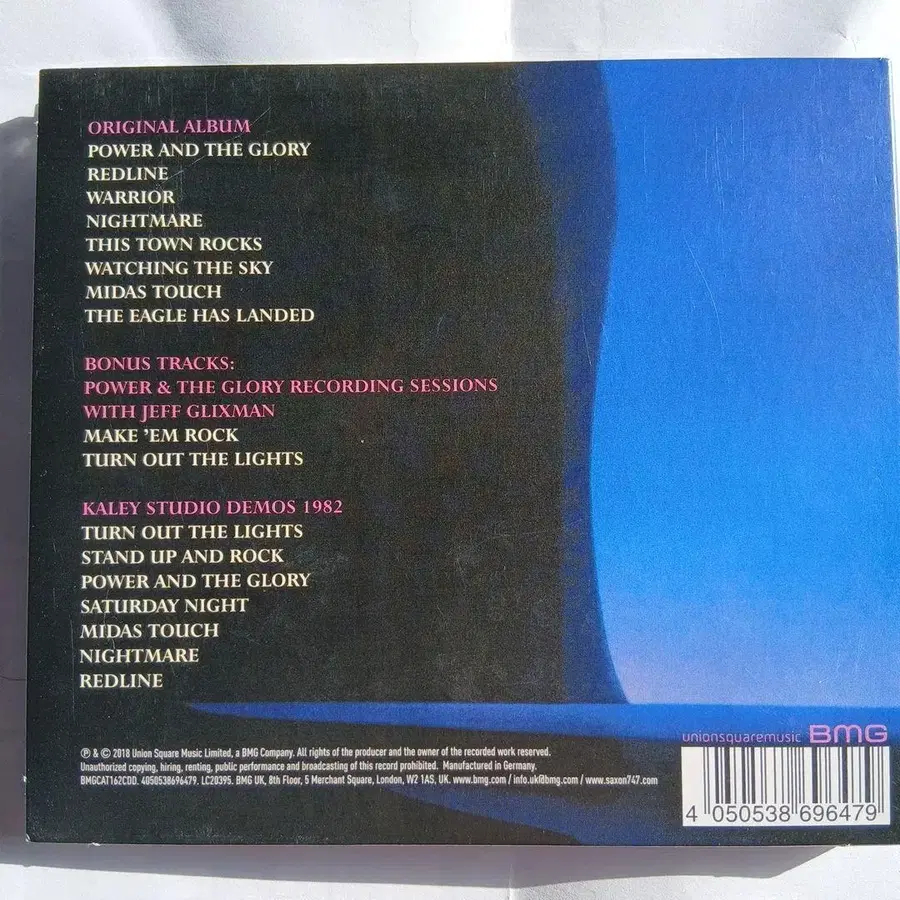 ORIGINAL ALBUM
POWER AND THE GLORY
REDLINE
WARRIOR
NIGHTMARE
THIS TOWN ROCKS
WATCHING THE SKY
MIDAS TOUCH
THE EAGLE HAS LANDED
BONUS TRACKS:
POWER & THE GLORY RECORDING SESSIONS
WITH JEFF GLIXMAN
MAKE 'EM ROCK
TURN OUT THE LIGHTS
KALEY STUDIO DEMOS 1982
TURN OUT THE LIGHTS
STAND UP AND ROCK
POWER AND THE GLORY
SATURDAY NIGHT
MIDAS TOUCH
NIGHTMARE
REDLINE
℗ & © 2018 Union Square Music Limited, a BMG Company. All rights of the producer and the owner of the recorded work reserved.
Unauthorized copying, hiring, renting, public performance and broadcasting of this record prohibited. Manufactured in Germany.
BMGCAT162CDD. 4050538696479. LC20395. BMG UK, 8th Floor, 5 Merchant Square, London, W2 1AS, UK. www.bmg.com / info.uk@bmg.com / www.saxon747.com
unionsquaremusic BMG
4 050538 696479